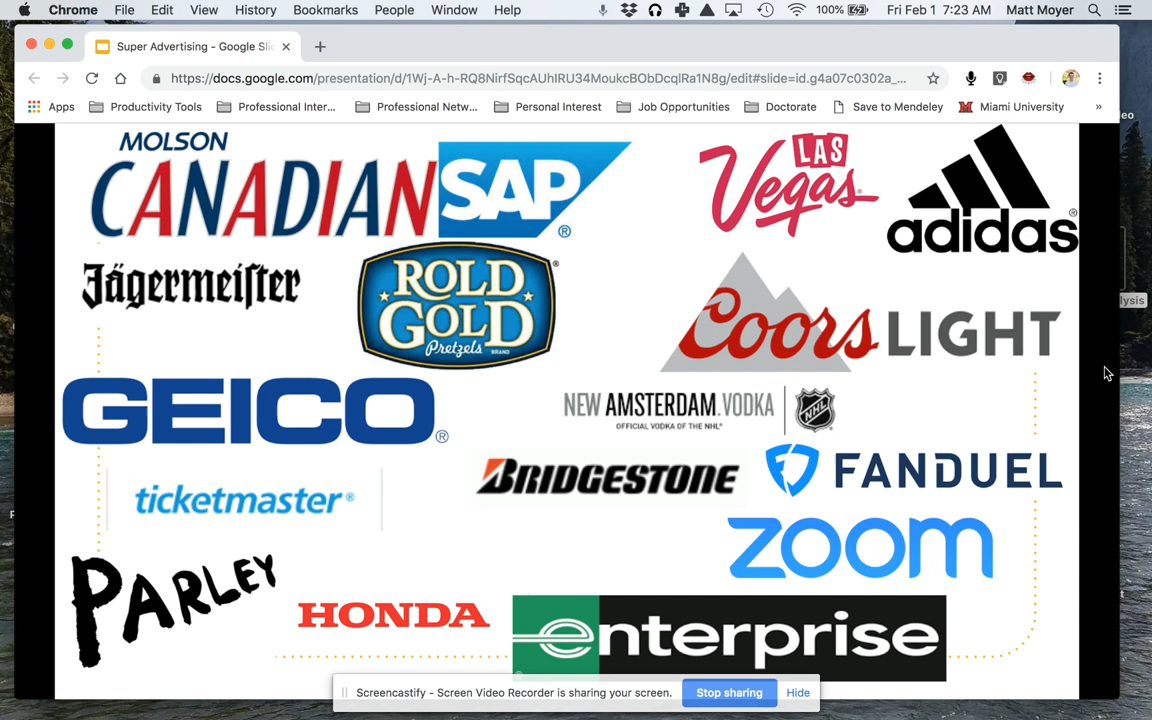 Chrome File Edit View History Bookmarks People Window Help 100% Fri Feb 1 7:23 AM Matt Moyer
Super Advertising - Google Slic
https://docs.google.com/presentation/d/1Wj-A-h-RQ8NirfSqcAUhIRU34MoukcBObDcqlRa1N8g/edit#slide=id.g4a07c0302a_...
Apps Productivity Tools Professional Inter... Professional Netw... Personal Interest Job Opportunities Doctorate Save to Mendeley Miami University »
MOLSON
CANADIAN
SAP®
LAS
Vegas®
adidas®
Jägermeiſter
ROLD
GOLD®
Pretzels BRAND
Coors LIGHT
GEICO®
NEW AMSTERDAM.VODKA
OFFICIAL VODKA OF THE NHL®
NHL
ticketmaster®
BRIDGESTONE
FANDUEL
zoom
PARLEY
HONDA
enterprise
lysis
Screencastify - Screen Video Recorder is sharing your screen. Stop sharing Hide